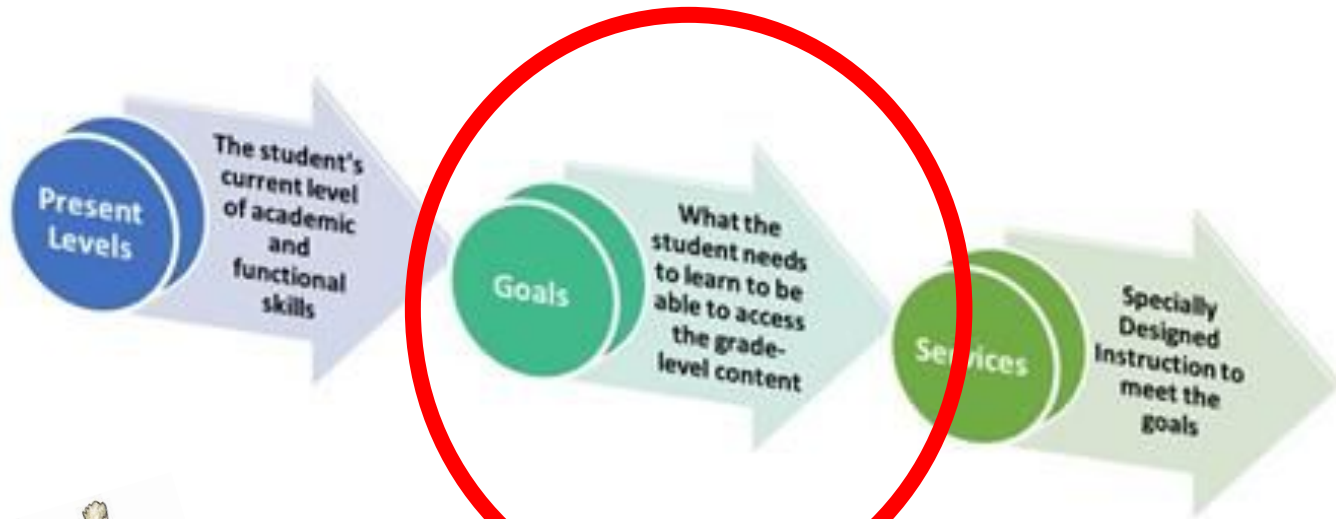 Present
Levels
The student's
current level
of academic
and
functional
skills
Goals
What the
student needs
to learn to be
able to access
the grade-
level content
Services
Specially
Designed
Instruction to
meet the
goals